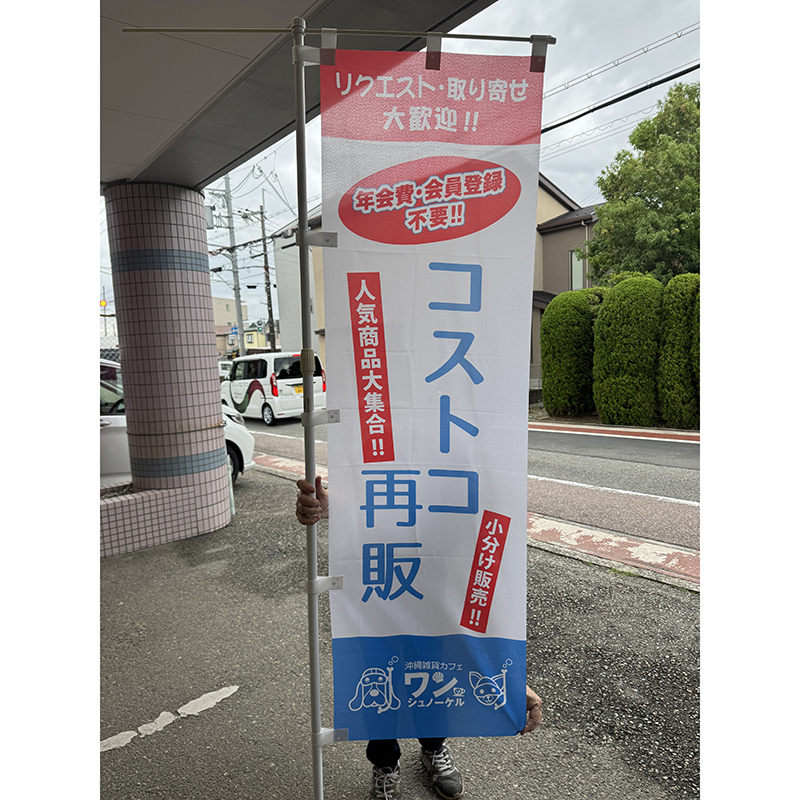 リクエスト・取り寄せ
大歓迎!!
年会費・会員登録
不要!!
コストコ
人気商品大集合!!
再販
小分け販売!!
沖縄雑貨カフェ
ワンの
シュノーケル